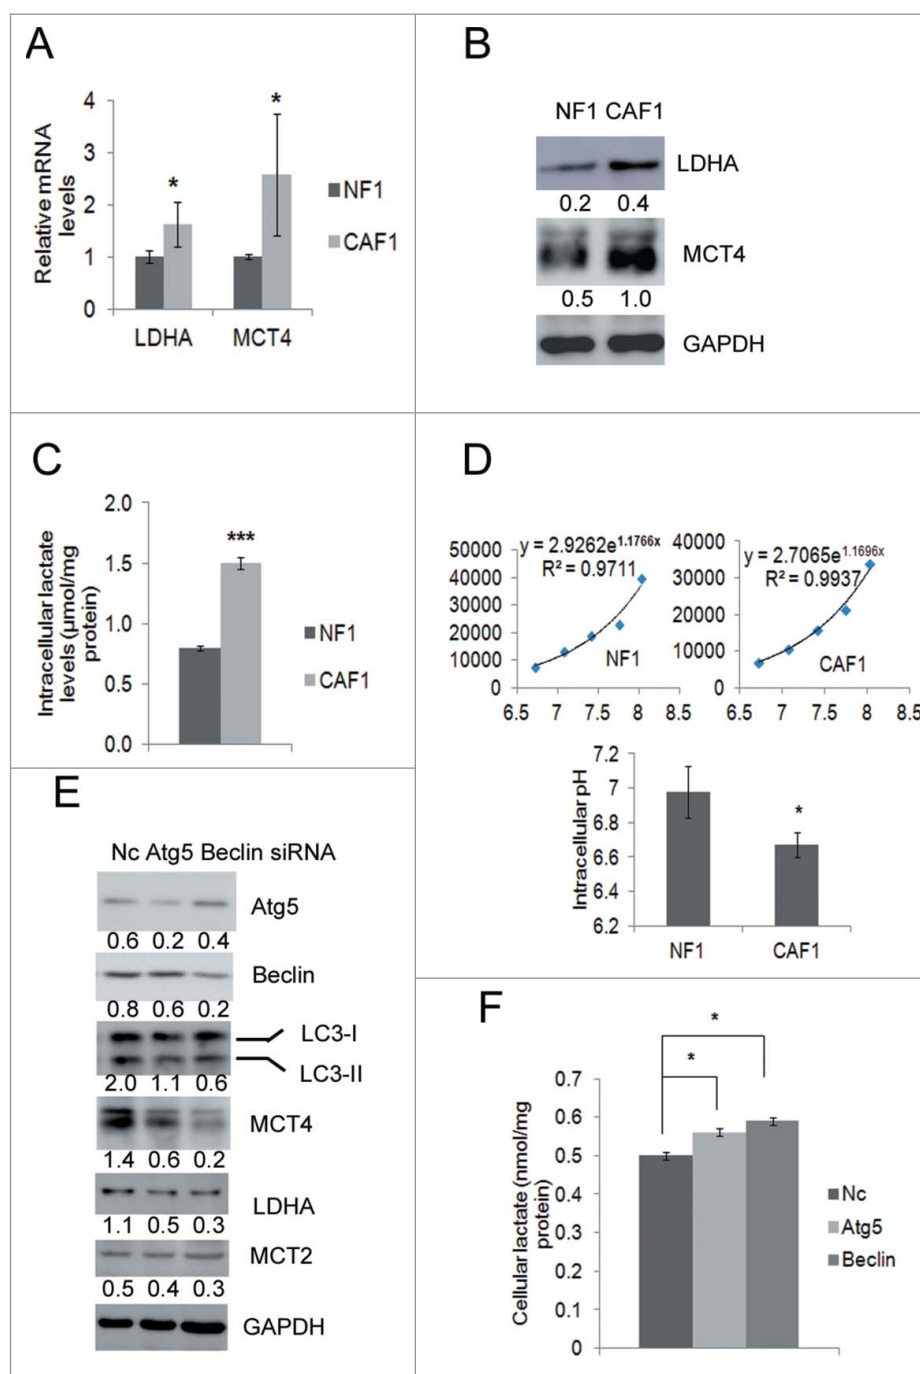 A
Relative mRNA
levels
4
3
2
1
0
*
*
LDHA MCT4
NF1
CAF1
B
NF1 CAF1
LDHA
0.2 0.4
MCT4
0.5 1.0
GAPDH
C
Intracellular lactate
levels (μmol/mg
protein)
2.0
1.5
1.0
0.5
0.0
***
NF1
CAF1
D
50000
40000
30000
20000
10000
0
y = 2.9262e^1.1766x
R² = 0.9711
NF1
6.5 7 7.5 8 8.5
40000
30000
20000
10000
0
y = 2.7065e^1.1696x
R² = 0.9937
CAF1
6.5 7 7.5 8 8.5
Intracellular pH
7.2
7
6.8
6.6
6.4
6.2
*
NF1 CAF1
E
Nc Atg5 Beclin siRNA
Atg5
0.6 0.2 0.4
Beclin
0.8 0.6 0.2
LC3-I
LC3-II
2.0 1.1 0.6
MCT4
1.4 0.6 0.2
LDHA
1.1 0.5 0.3
MCT2
0.5 0.4 0.3
GAPDH
F
Cellular lactate (nmol/mg
protein)
0.7
0.6
0.5
0.4
0.3
0.2
0.1
0
*
*
Nc
Atg5
Beclin